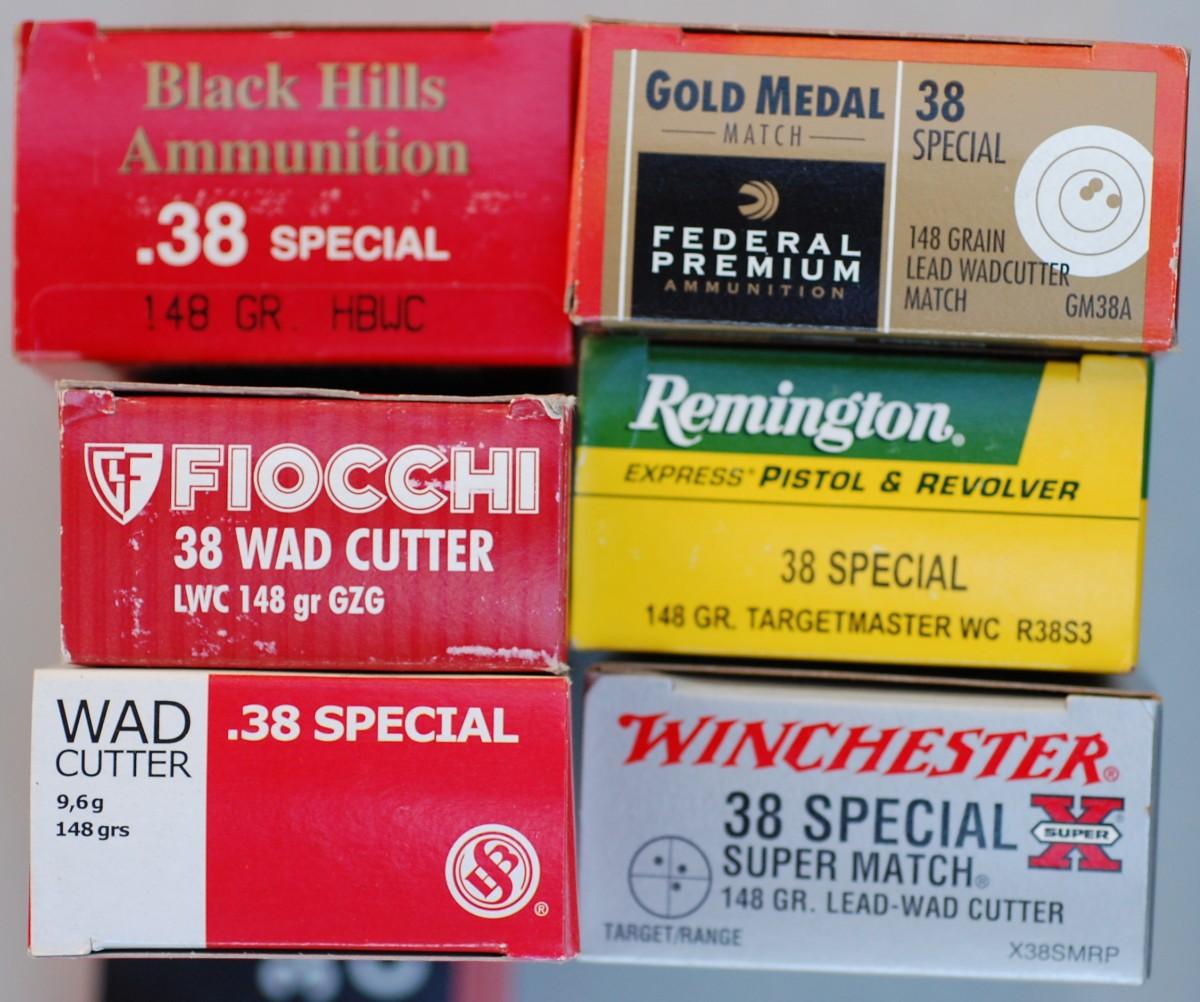 Black Hills
Ammunition
.38 SPECIAL
148 GR. HBWC
GOLD MEDAL
MATCH
FEDERAL
PREMIUM
AMMUNITION
38
SPECIAL
148 GRAIN
LEAD WADCUTTER
MATCH
GM38A
GFL FIOCCHI
38 WAD CUTTER
LWC 148 gr GZG
Remington.
EXPRESS® PISTOL & REVOLVER
38 SPECIAL
148 GR. TARGETMASTER WC R38S3
WAD
CUTTER
9,6 g
148 grs
.38 SPECIAL
S&B ®
WINCHESTER®
38 SPECIAL
SUPER MATCH®
148 GR. LEAD-WAD CUTTER
X SUPER ®
TARGET/RANGE
X38SMRP